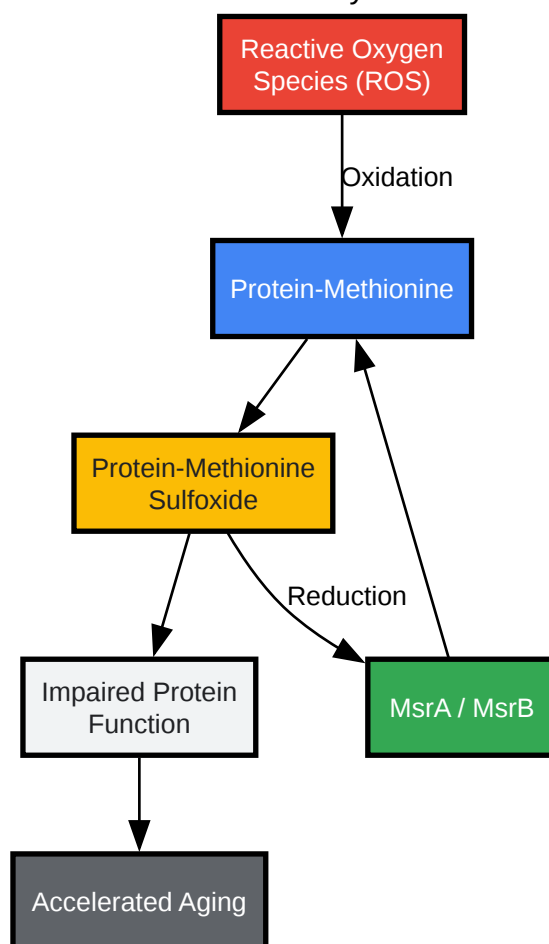 Reactive Oxygen
Species (ROS)
Oxidation
Protein-Methionine
Protein-Methionine
Sulfoxide
Reduction
Impaired Protein
Function
MsrA / MsrB
Accelerated Aging